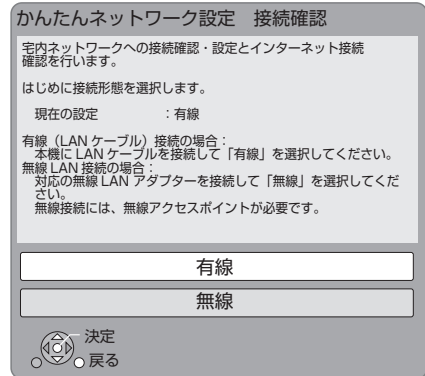 かんたんネットワーク設定　接続確認
宅内ネットワークへの接続確認・設定とインターネット接続
確認を行います。
はじめに接続形態を選択します。
現在の設定　　　：有線
有線（LAN ケーブル）接続の場合：
本機に LAN ケーブルを接続して「有線」を選択してください。
無線 LAN 接続の場合：
対応の無線 LAN アダプターを接続して「無線」を選択してくだ
さい。
無線接続には、無線アクセスポイントが必要です。
有線
無線
決定
戻る